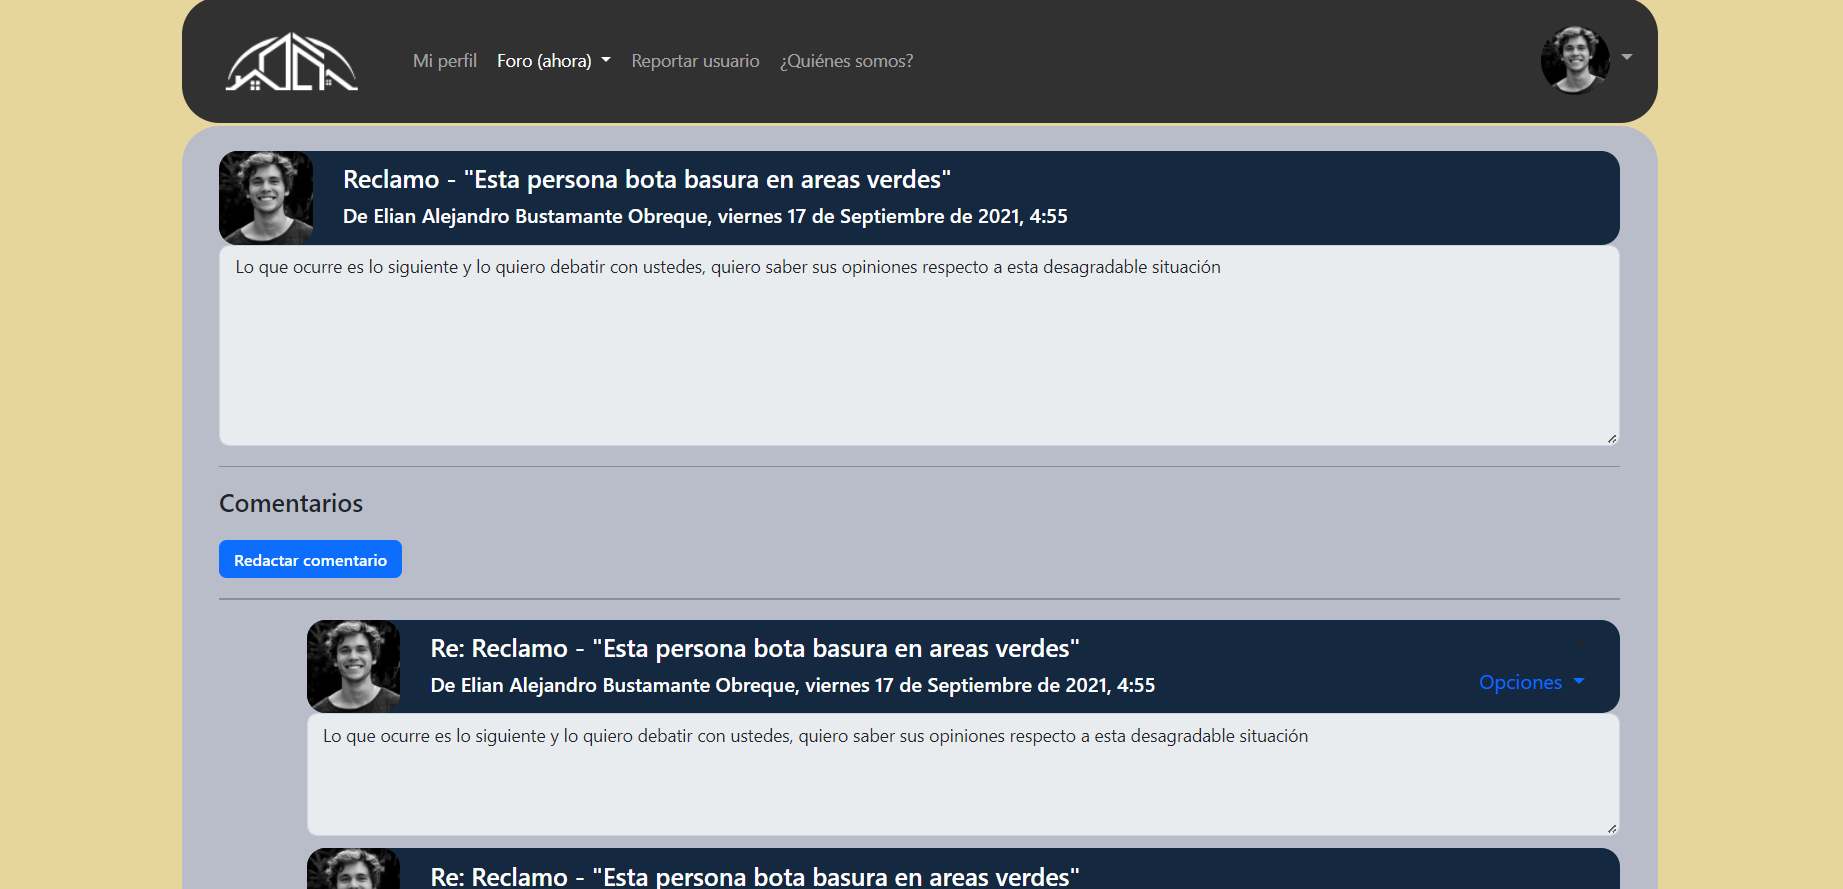 Mi perfil Foro (ahora) Reportar usuario ¿Quiénes somos?
Reclamo - "Esta persona bota basura en areas verdes"
De Elian Alejandro Bustamante Obreque, viernes 17 de Septiembre de 2021, 4:55
Lo que ocurre es lo siguiente y lo quiero debatir con ustedes, quiero saber sus opiniones respecto a esta desagradable situación
Comentarios
Redactar comentario
Re: Reclamo - "Esta persona bota basura en areas verdes"
De Elian Alejandro Bustamante Obreque, viernes 17 de Septiembre de 2021, 4:55
Opciones
Lo que ocurre es lo siguiente y lo quiero debatir con ustedes, quiero saber sus opiniones respecto a esta desagradable situación
Re: Reclamo - "Esta persona bota basura en areas verdes"